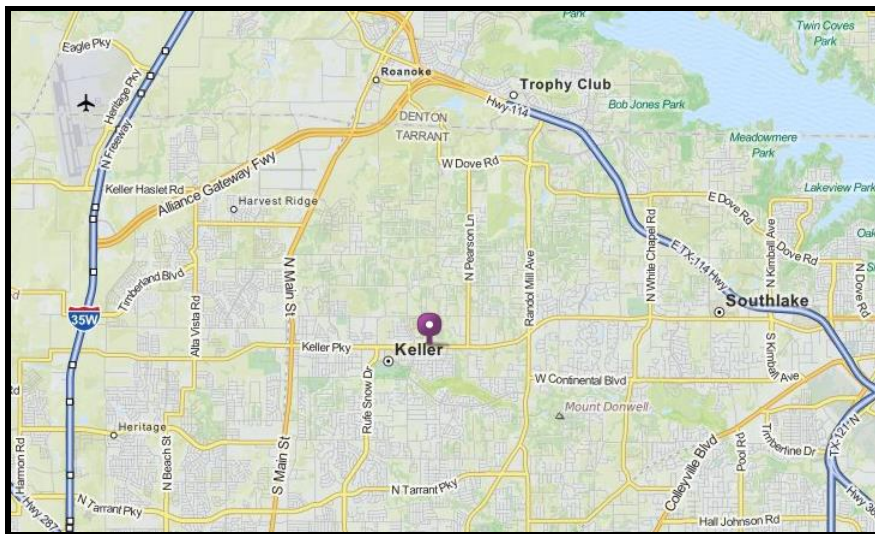 Park
Twin Coves
Park
Eagle Pky
Roanoke
Heritage Pky
Trophy Club
Hwy-114
Bob Jones Park
DENTON
TARRANT
N Freeway
Meadowmere
Park
W Dove Rd
Alliance Gateway Fwy
Keller Haslet Rd
Lakeview Park
Harvest Ridge
E Dove Rd
N Pearson Ln
N White Chapel Rd
N Kimball Ave
Dove Rd
N Main St
Randol Mill Ave
E TX-114 Hwy
Timberland Blvd
N Dove Rd
Southlake
35W
Alta Vista Rd
Keller Pky
Keller
S Kimball Ave
W Continental Blvd
Rufe Snow Dr
Mount Donwell
Heritage
Harmon Rd
N Beach St
S Main St
Colleyville Blvd
Pool Rd
Timberline Dr
TX-121 N
N Tarrant Pky
N Tarrant Pky
Hwy 287
Hall Johnson Rd